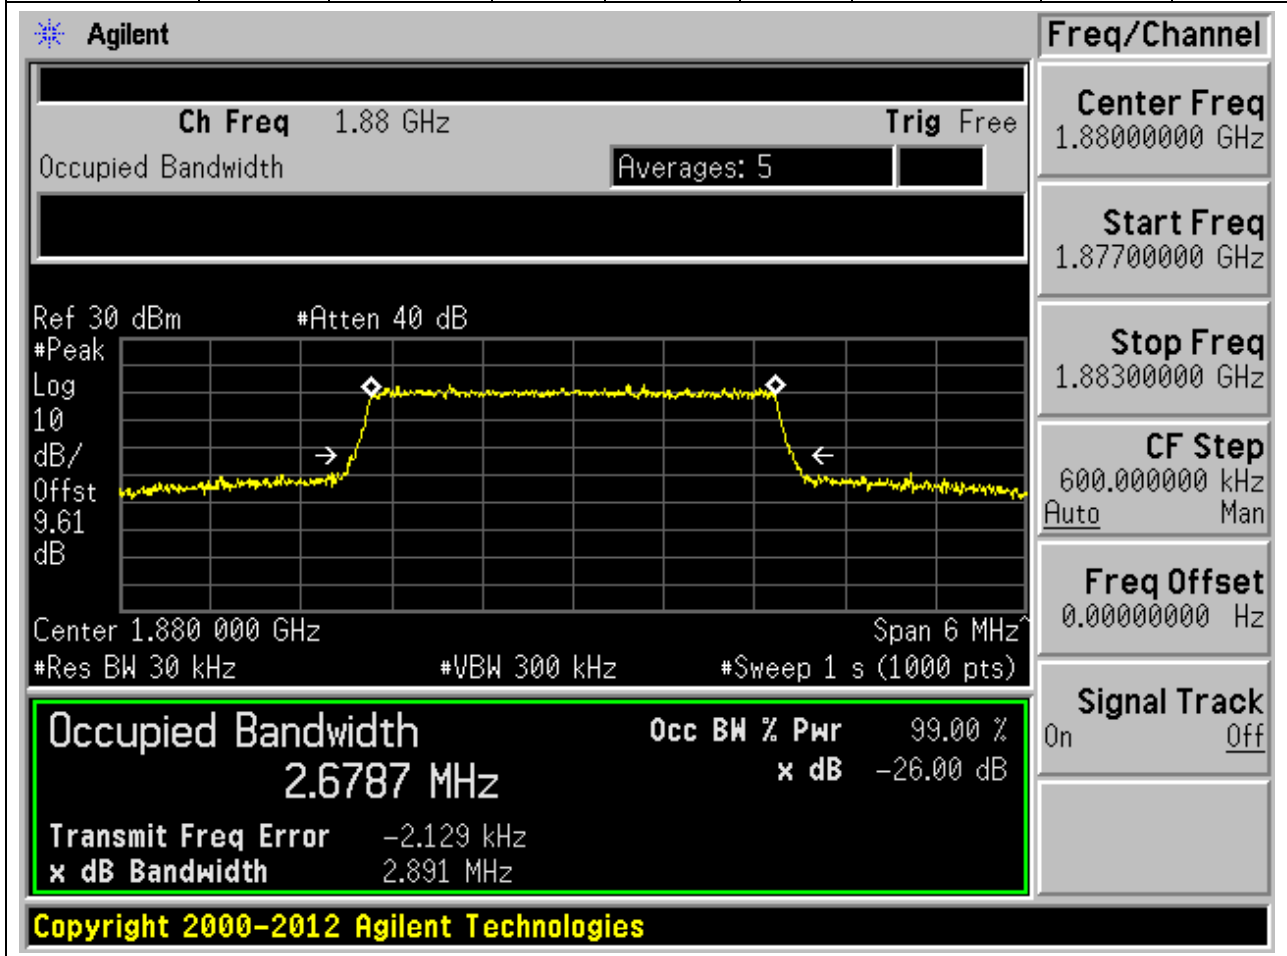 Agilent
Freq/Channel
Ch Freq 1.88 GHz Trig Free
Occupied Bandwidth Averages: 5
Center Freq
1.88000000 GHz
Start Freq
1.87700000 GHz
Stop Freq
1.88300000 GHz
CF Step
600.000000 kHz
Auto Man
Freq Offset
0.00000000 Hz
Signal Track
On Off
Ref 30 dBm #Atten 40 dB
#Peak
Log
10
dB/
Offst
9.61
dB
Center 1.880 000 GHz Span 6 MHz^
#Res BW 30 kHz #VBW 300 kHz #Sweep 1 s (1000 pts)
Occupied Bandwidth Occ BW % Pwr 99.00 %
2.6787 MHz x dB -26.00 dB
Transmit Freq Error -2.129 kHz
x dB Bandwidth 2.891 MHz
Copyright 2000-2012 Agilent Technologies